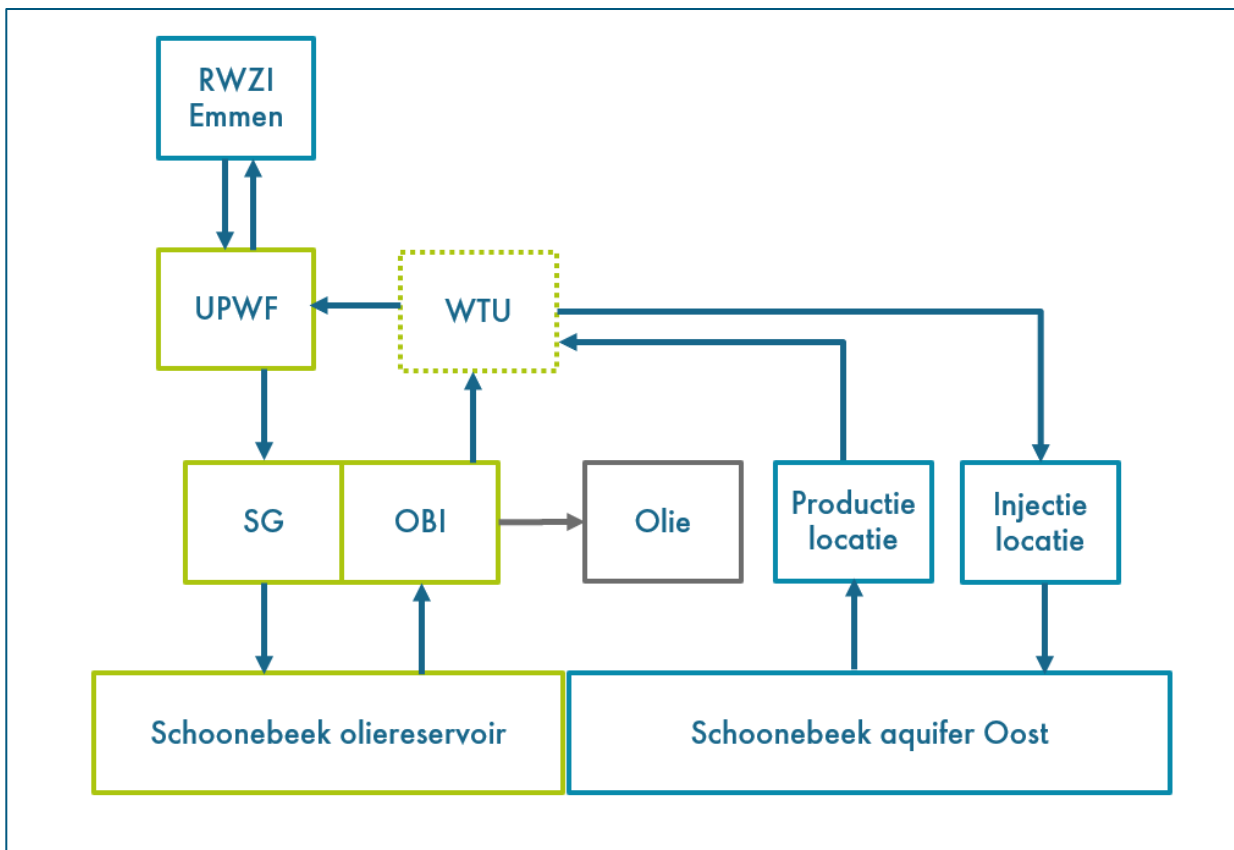 RWZI
Emmen
UPWF
WTU
SG
OBI
Olie
Productie
locatie
Injectie
locatie
Schoonebeek oliereservoir
Schoonebeek aquifer Oost